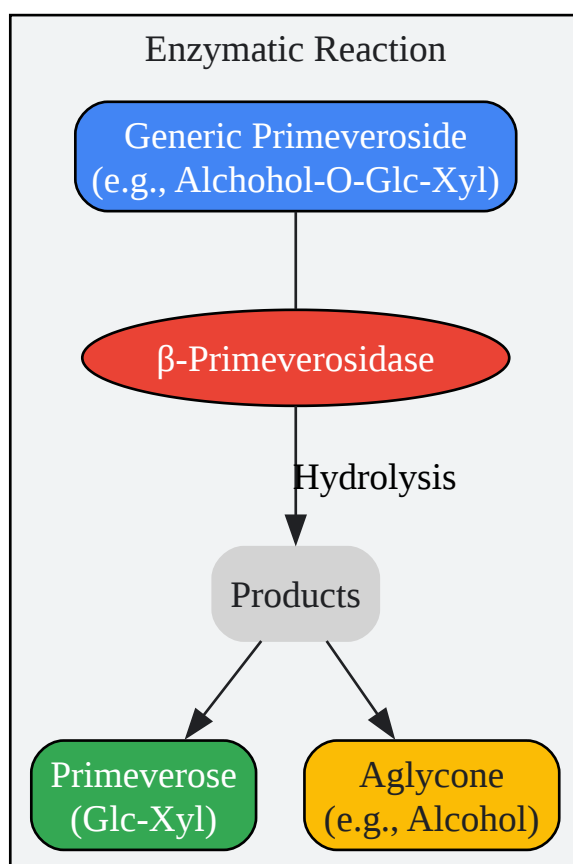 Enzymatic Reaction
Generic Primeveroside
(e.g., Alchohol-O-Glc-Xyl)
β-Primeverosidase
Hydrolysis
Products
Primeverose
(Glc-Xyl)
Aglycone
(e.g., Alcohol)